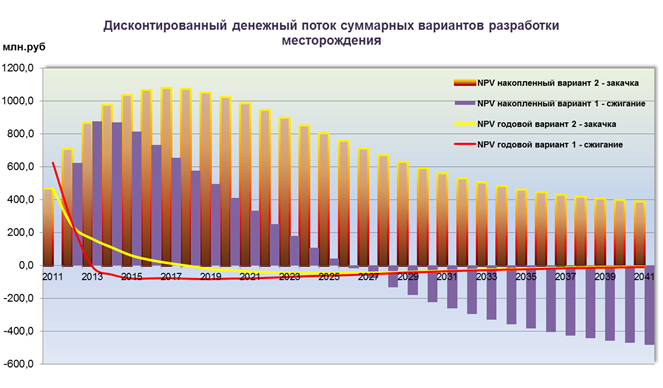 Дисконтированный денежный поток суммарных вариантов разработки
месторождения
млн.руб
1200,0
1000,0
800,0
600,0
400,0
200,0
0,0
-200,0
-400,0
-600,0
NPV накопленный вариант 2 - закачка
NPV накопленный вариант 1 - сжигание
NPV годовой вариант 2 - закачка
NPV годовой вариант 1 - сжигание
2011 2013 2015 2017 2019 2021 2023 2025 2027 2029 2031 2033 2035 2037 2039 2041